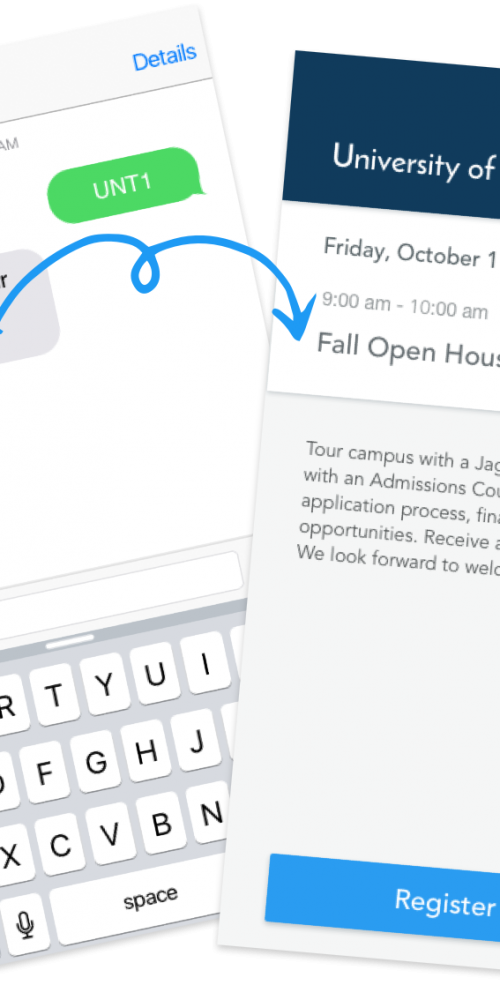 Details
AM
UNT1
R T Y U I
F G H J
X C V B N
space
University of
Friday, October 1
9:00 am - 10:00 am
Fall Open Hous
Tour campus with a Jag
with an Admissions Cou
application process, fina
opportunities. Receive a
We look forward to welc
Register